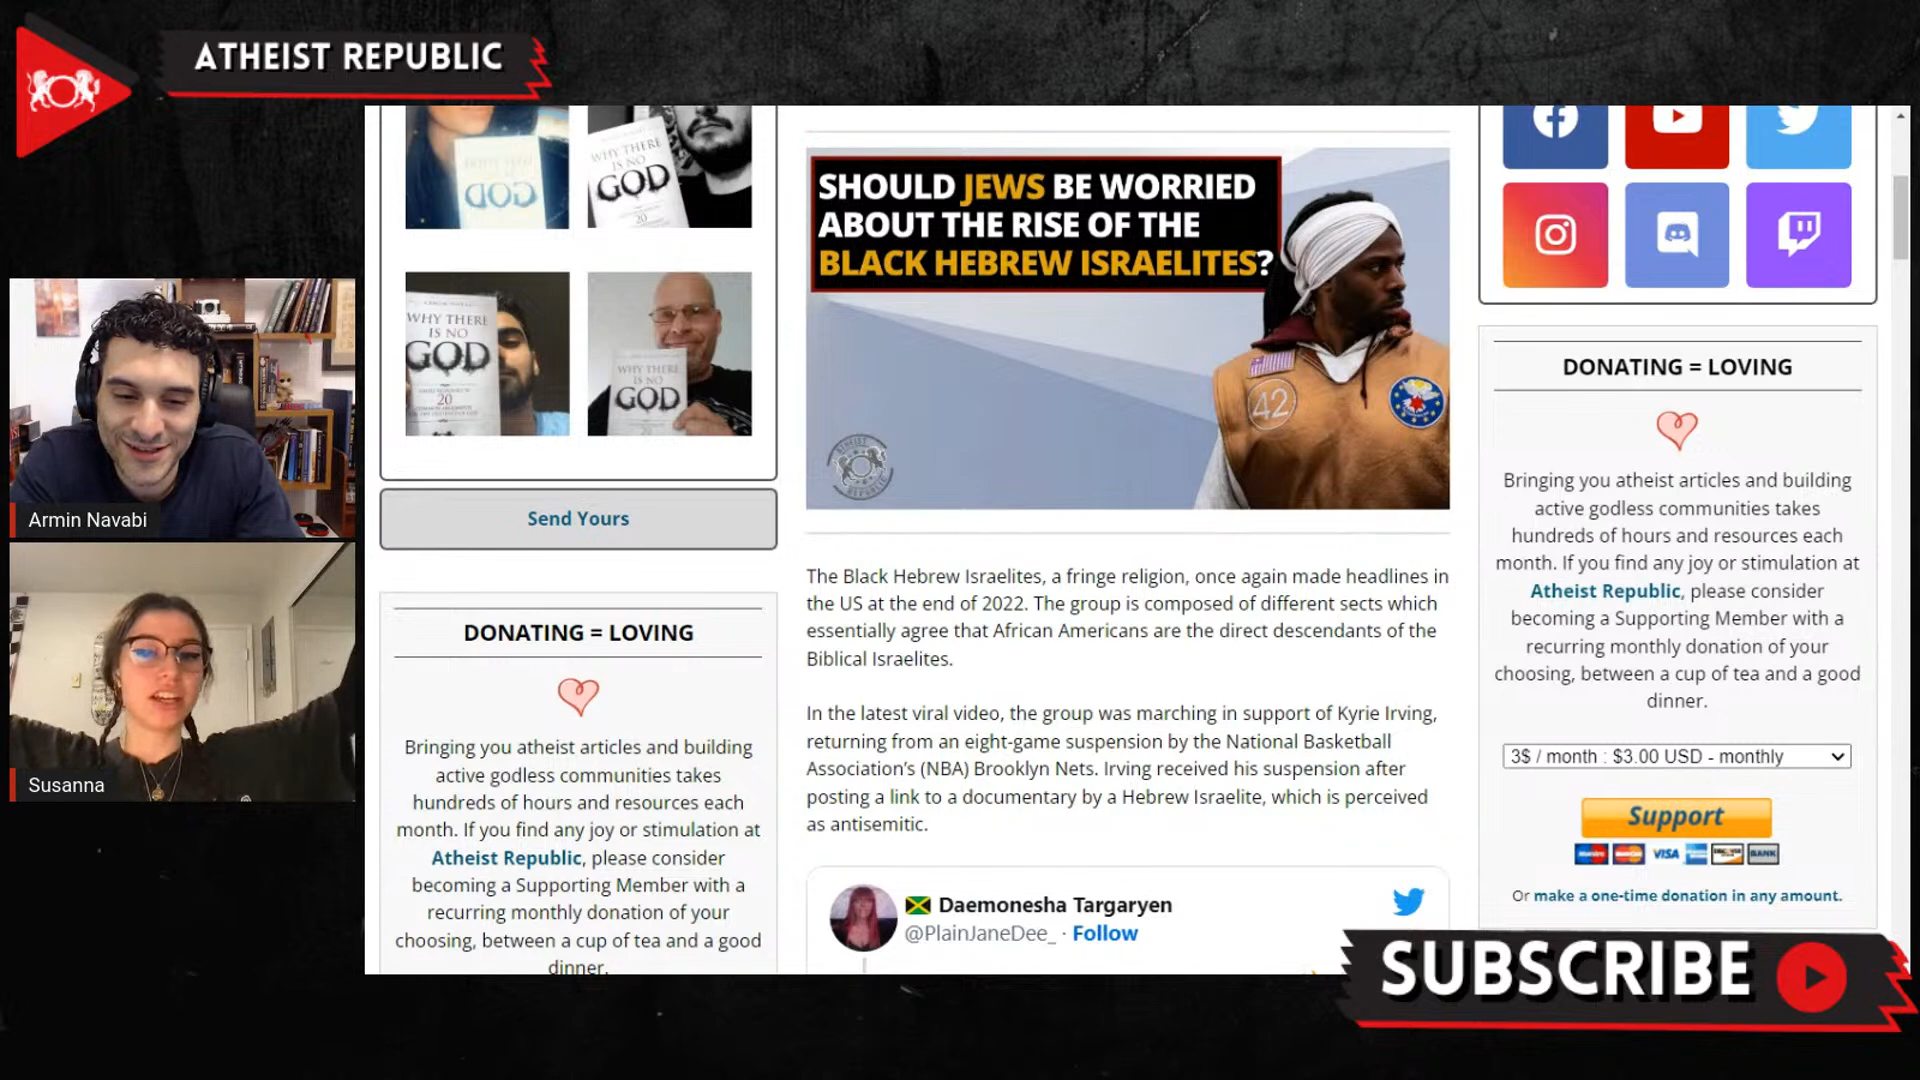 ATHEIST REPUBLIC
Armin Navabi
Susanna
WHY THERE
IS NO
GOD
20
WHY THERE
IS NO
GOD
20
WHY THERE
IS NO
GOD
Send Yours
DONATING = LOVING
Bringing you atheist articles and building
active godless communities takes
hundreds of hours and resources each
month. If you find any joy or stimulation at
Atheist Republic, please consider
becoming a Supporting Member with a
recurring monthly donation of your
choosing, between a cup of tea and a good
dinner.
SHOULD JEWS BE WORRIED
ABOUT THE RISE OF THE
BLACK HEBREW ISRAELITES?
42
ATHEIST
REPUBLIC
The Black Hebrew Israelites, a fringe religion, once again made headlines in
the US at the end of 2022. The group is composed of different sects which
essentially agree that African Americans are the direct descendants of the
Biblical Israelites.
In the latest viral video, the group was marching in support of Kyrie Irving,
returning from an eight-game suspension by the National Basketball
Association's (NBA) Brooklyn Nets. Irving received his suspension after
posting a link to a documentary by a Hebrew Israelite, which is perceived
as antisemitic.
Daemonesha Targaryen
@PlainJaneDee_ · Follow
DONATING = LOVING
Bringing you atheist articles and building
active godless communities takes
hundreds of hours and resources each
month. If you find any joy or stimulation at
Atheist Republic, please consider
becoming a Supporting Member with a
recurring monthly donation of your
choosing, between a cup of tea and a good
dinner.
3$ / month : $3.00 USD - monthly
Support
VISA
BANK
Or make a one-time donation in any amount.
SUBSCRIBE